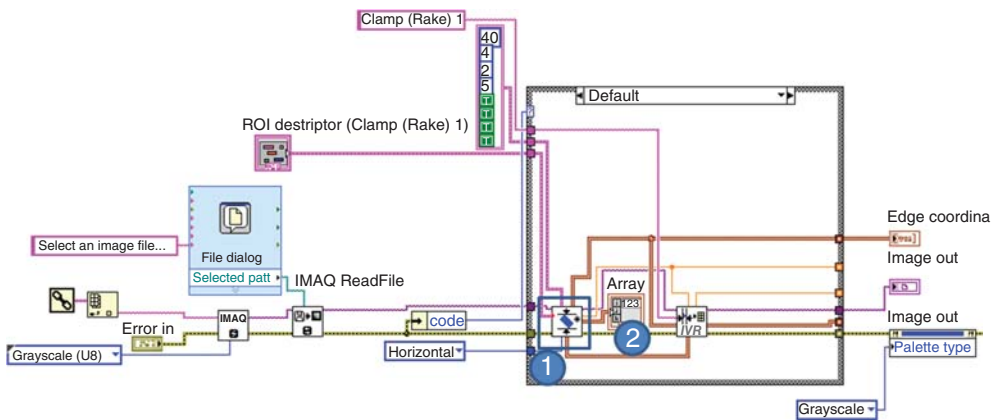 Clamp (Rake) 1
40
4
2
5
T
T
T
T
Default
?
ROI destriptor (Clamp (Rake) 1)
Select an image file...
File dialog
Selected patt
IMAQ ReadFile
Edge coordina
Image out
Array
123
IMAQ
Error in
code
Grayscale (U8)
Horizontal
IVR
1
2
Image out
Palette type
Grayscale